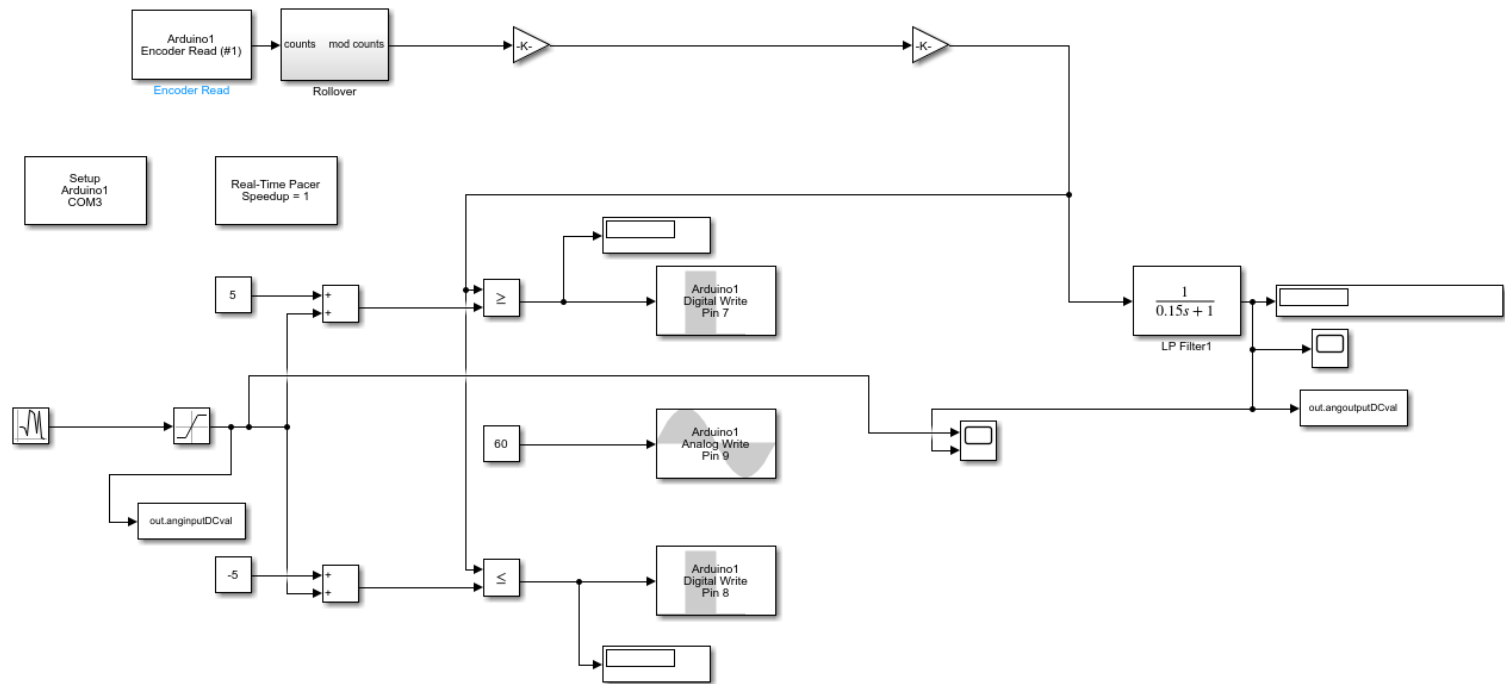 Arduino1
Encoder Read (#1)
Encoder Read
counts
mod counts
Rollover
-K-
-K-
Setup
Arduino1
COM3
Real-Time Pacer
Speedup = 1
5
+
+
≥
Arduino1
Digital Write
Pin 7
1
0.15s + 1
LP Filter1
out.angoutputDCval
60
Arduino1
Analog Write
Pin 9
out.anginputDCval
-5
+
+
≤
Arduino1
Digital Write
Pin 8